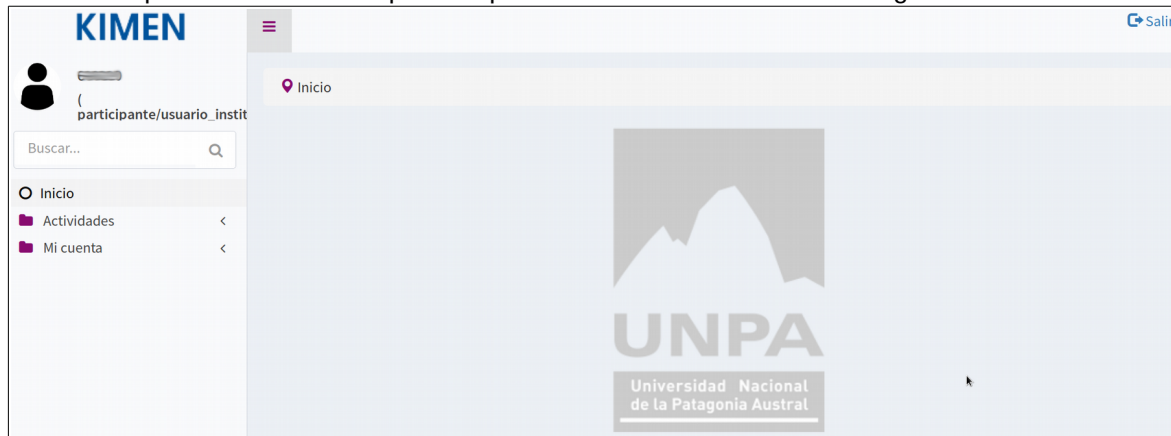 KIMEN
Salir
(
participante/usuario_instit
Inicio
Buscar...
Inicio
Actividades
Mi cuenta
UNPA
Universidad Nacional
de la Patagonia Austral